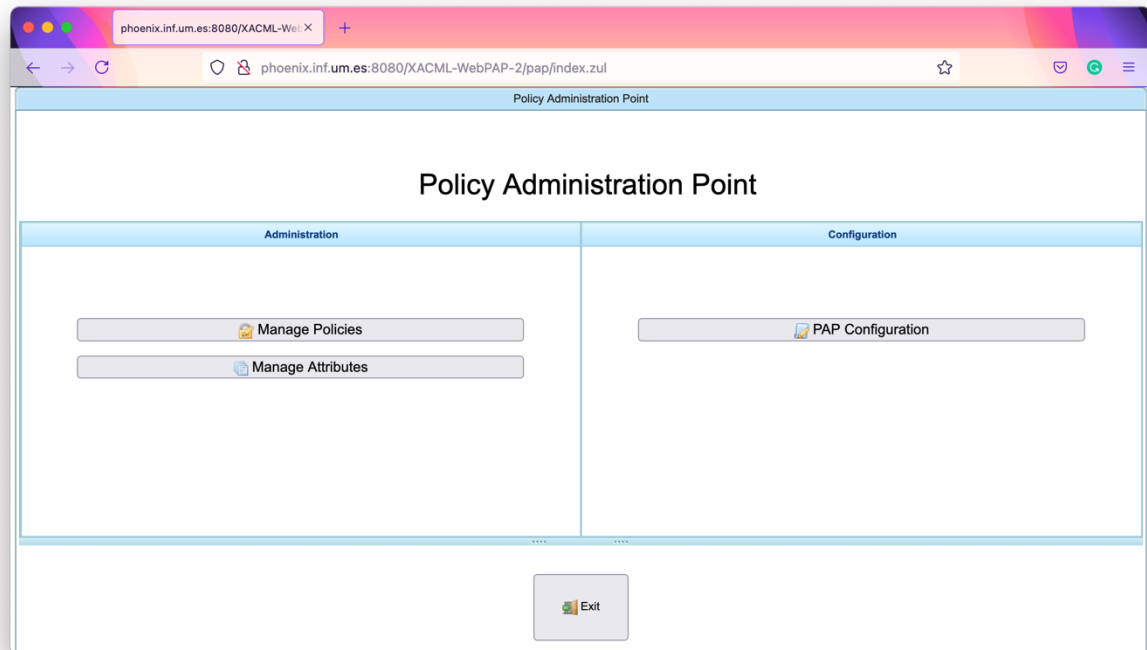 phoenix.inf.um.es:8080/XACML-Wel
phoenix.inf.um.es:8080/XACML-WebPAP-2/pap/index.zul
Policy Administration Point
Policy Administration Point
Administration
Configuration
Manage Policies
PAP Configuration
Manage Attributes
Exit